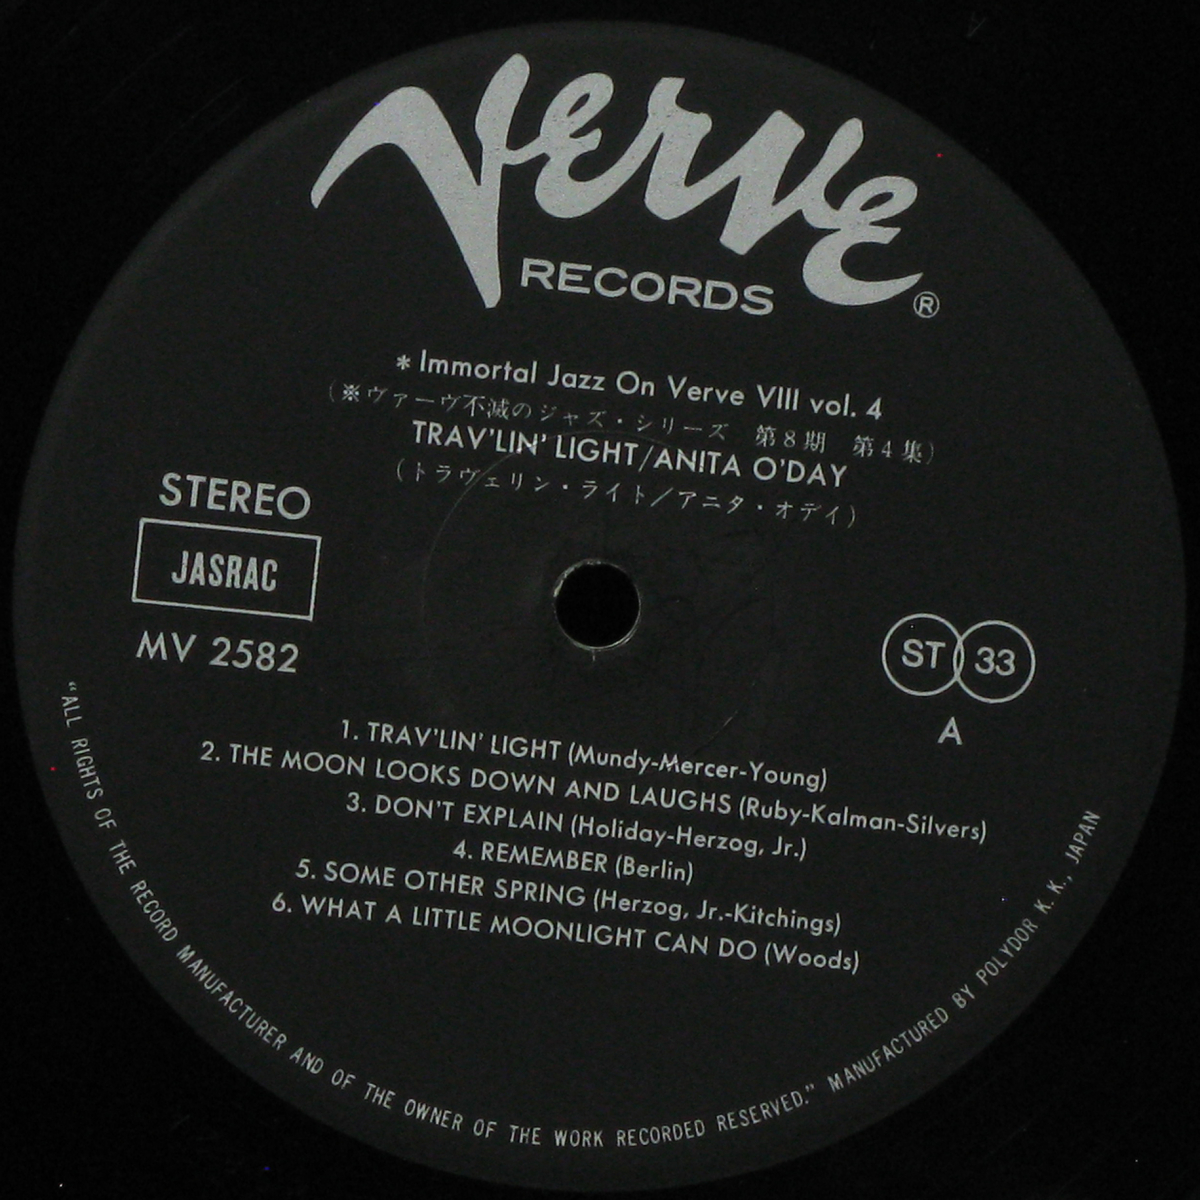 Verve
RECORDS ®
* Immortal Jazz On Verve VIII vol. 4
(※ヴァーヴ不滅のジャズ・シリーズ 第8期 第4集)
TRAV'LIN' LIGHT/ANITA O'DAY
(トラヴェリン・ライト/アニタ・オデイ)
STEREO
JASRAC
MV 2582
ST 33
A
1. TRAV'LIN' LIGHT (Mundy-Mercer-Young)
2. THE MOON LOOKS DOWN AND LAUGHS (Ruby-Kalman-Silvers)
3. DON'T EXPLAIN (Holiday-Herzog, Jr.)
4. REMEMBER (Berlin)
5. SOME OTHER SPRING (Herzog, Jr.-Kitchings)
6. WHAT A LITTLE MOONLIGHT CAN DO (Woods)
"ALL RIGHTS OF THE RECORD MANUFACTURER AND OF THE OWNER OF THE WORK RECORDED RESERVED." MANUFACTURED BY POLYDOR K. K., JAPAN